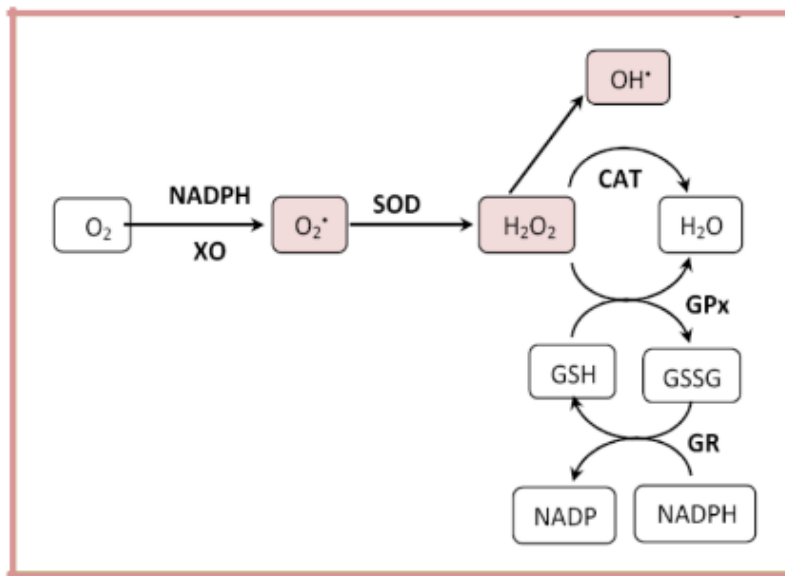 OH•
CAT
NADPH
SOD
O₂
O₂•
H₂O₂
H₂O
XO
GPx
GSH
GSSG
GR
NADP
NADPH